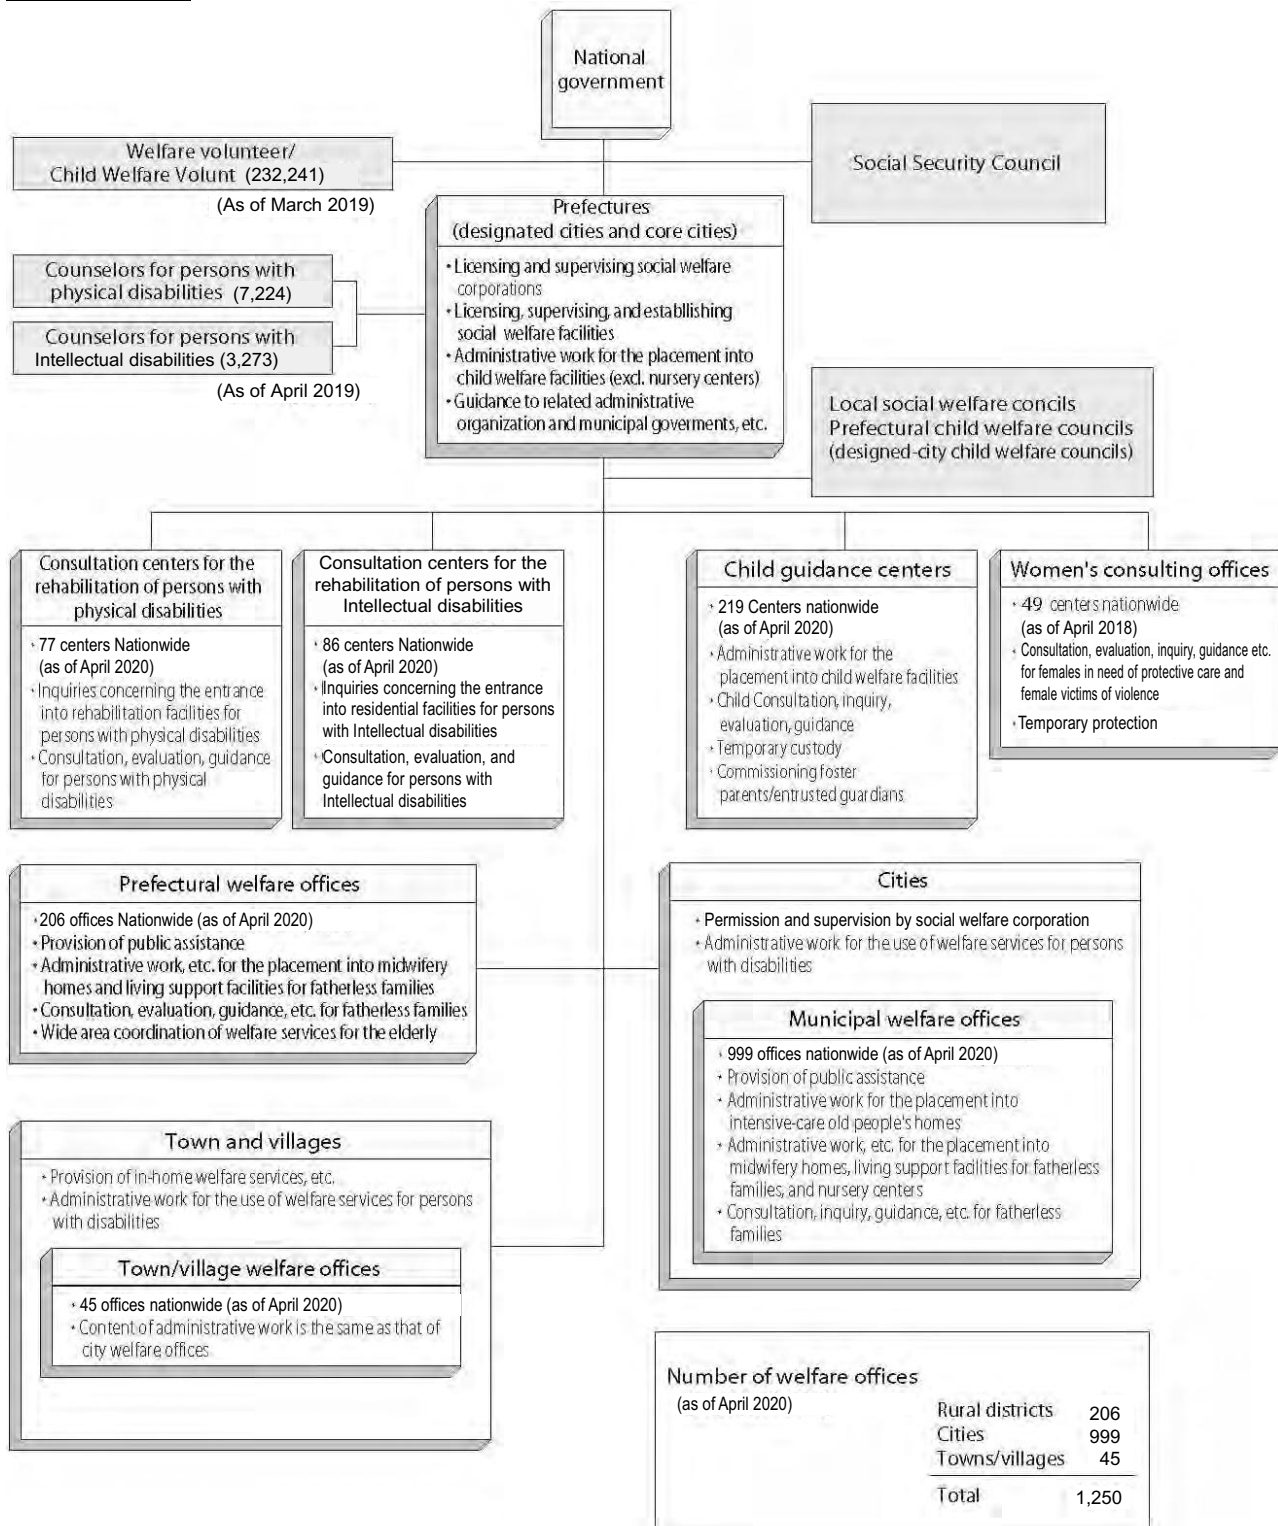 National
government
Welfare volunteer/
Child Welfare Volunt (232,241)
(As of March 2019)
Social Security Council
Prefectures
(designated cities and core cities)
• Licensing and supervising social welfare
corporations
• Licensing, supervising, and establlishing
social welfare facilities
• Administrative work for the placement into
child welfare facilities (excl. nursery centers)
• Guidance to related administrative
organization and municipal goverments, etc.
Counselors for persons with
physical disabilities (7,224)
Counselors for persons with
Intellectual disabilities (3,273)
(As of April 2019)
Local social welfare concils
Prefectural child welfare councils
(designed-city child welfare councils)
Consultation centers for the
rehabilitation of persons with
physical disabilities
• 77 centers Nationwide
(as of April 2020)
• Inquiries concerning the entrance
into rehabilitation facilities for
persons with physical disabilities
• Consultation, evaluation, guidance
for persons with physical
disabilities
Consultation centers for the
rehabilitation of persons with
Intellectual disabilities
• 86 centers Nationwide
(as of April 2020)
• Inquiries concerning the entrance
into residential facilities for persons
with Intellectual disabilities
• Consultation, evaluation, and
guidance for persons with
Intellectual disabilities
Child guidance centers
• 219 Centers nationwide
(as of April 2020)
• Administrative work for the
placement into child welfare facilities
• Child Consultation, inquiry,
evaluation, guidance
• Temporary custody
• Commissioning foster
parents/entrusted guardians
Women's consulting offices
• 49 centers nationwide
(as of April 2018)
• Consultation, evaluation, inquiry, guidance etc.
for females in need of protective care and
female victims of violence
• Temporary protection
Prefectural welfare offices
• 206 offices Nationwide (as of April 2020)
• Provision of public assistance
• Administrative work, etc. for the placement into midwifery
homes and living support facilities for fatherless families
• Consultation, evaluation, guidance, etc. for fatherless families
• Wide area coordination of welfare services for the elderly
Cities
• Permission and supervision by social welfare corporation
• Administrative work for the use of welfare services for persons
with disabilities
Municipal welfare offices
• 999 offices nationwide (as of April 2020)
• Provision of public assistance
• Administrative work for the placement into
intensive-care old people's homes
• Administrative work, etc. for the placement into
midwifery homes, living support facilities for fatherless
families, and nursery centers
• Consultation, inquiry, guidance, etc. for fatherless
families
Town and villages
• Provision of in-home welfare services, etc.
• Administrative work for the use of welfare services for persons
with disabilities
Town/village welfare offices
• 45 offices nationwide (as of April 2020)
• Content of administrative work is the same as that of
city welfare offices
Number of welfare offices
(as of April 2020)
Rural districts 206
Cities 999
Towns/villages 45
Total 1,250